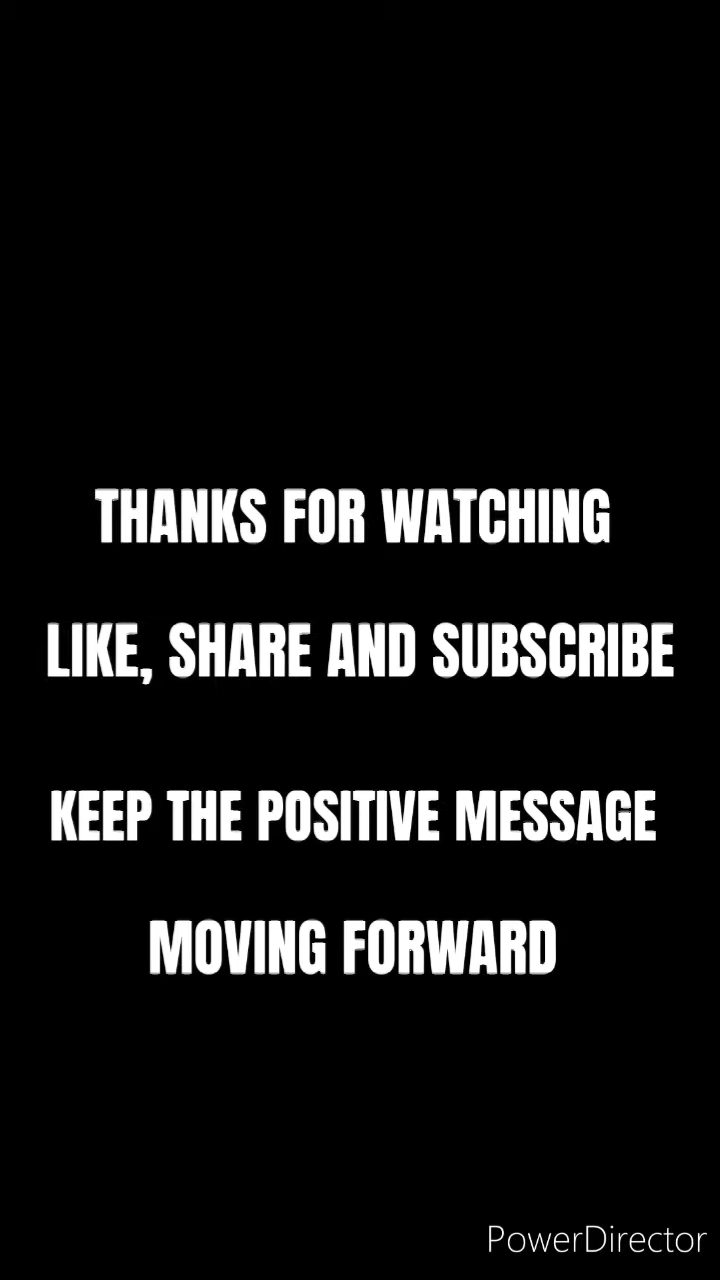 THANKS FOR WATCHING
LIKE, SHARE AND SUBSCRIBE
KEEP THE POSITIVE MESSAGE
MOVING FORWARD
PowerDirector